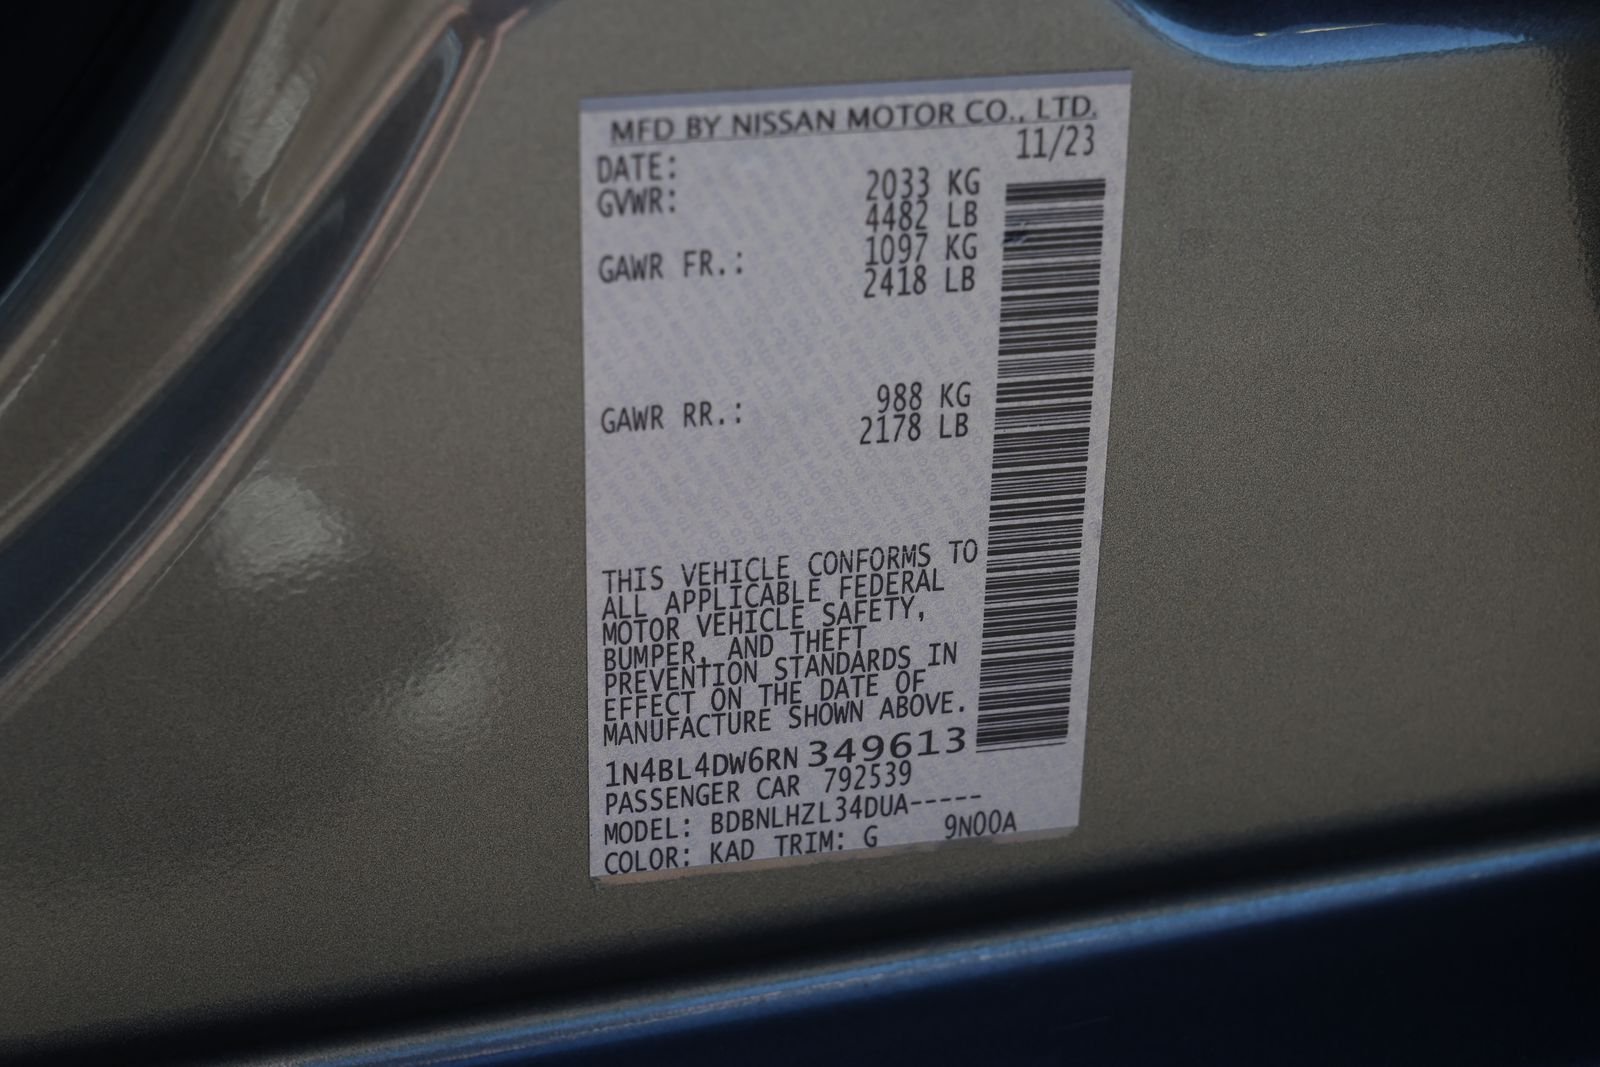 MFD BY NISSAN MOTOR CO., LTD.
DATE: 11/23
GVWR: 2033 KG
4482 LB
GAWR FR.: 1097 KG
2418 LB
GAWR RR.: 988 KG
2178 LB
THIS VEHICLE CONFORMS TO
ALL APPLICABLE FEDERAL
MOTOR VEHICLE SAFETY,
BUMPER, AND THEFT
PREVENTION STANDARDS IN
EFFECT ON THE DATE OF
MANUFACTURE SHOWN ABOVE.
1N4BL4DW6RN349613
PASSENGER CAR 792539
MODEL: BDBNLHZL34DUA-----
COLOR: KAD TRIM: G 9N00A